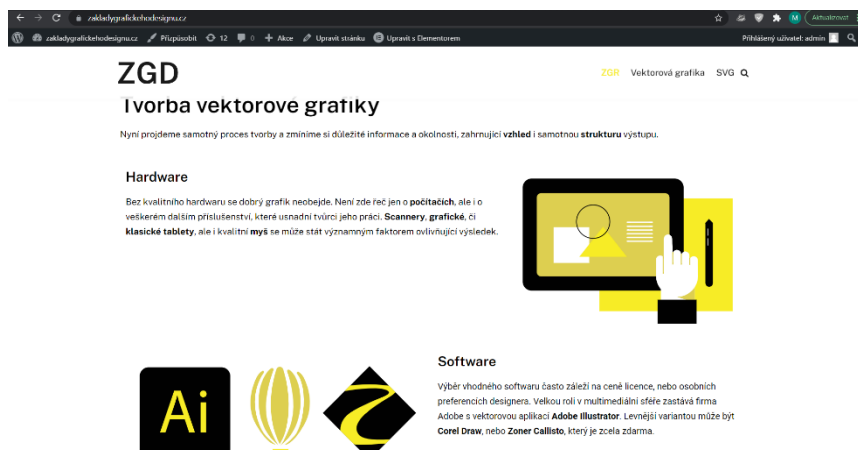 zakladygrafickehodesignu.cz
M Aktualizovat
zakladygrafickehodesignu.cz Přizpůsobit 12 0 Akce Upravit stránku Upravit s Elementorem Přihlášený uživatel: admin
ZGD
ZGR Vektorová grafika SVG
Tvorba vektorové grafiky
Nyní projdeme samotný proces tvorby a zmíníme si důležité informace a okolnosti, zahrnující vzhled i samotnou strukturu výstupu.
Hardware
Bez kvalitního hardwaru se dobrý grafik neobejde. Není zde řeč jen o počítačích, ale i o
veškerém dalším příslušenství, které usnadní tvůrci jeho práci. Scannery, grafické, či
klasické tablety, ale i kvalitní myš se může stát významným faktorem ovlivňující výsledek.
Software
Výběr vhodného softwaru často záleží na ceně licence, nebo osobních
preferencích designera. Velkou roli v multimediální sféře zastává firma
Adobe s vektorovou aplikací Adobe Illustrator. Levnější variantou může být
Corel Draw, nebo Zoner Callisto, který je zcela zdarma.
Ai